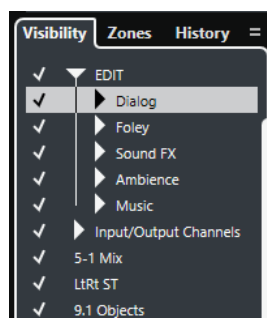 Visibility Zones History
EDIT
Dialog
Foley
Sound FX
Ambience
Music
Input/Output Channels
5-1 Mix
LtRt ST
9.1 Objects